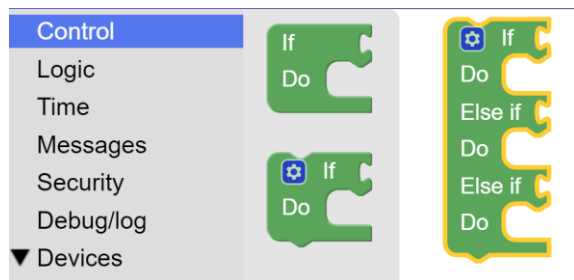 Control
Logic
Time
Messages
Security
Debug/log
Devices
If
Do
If
Do
If
Do
Else if
Do
Else if
Do